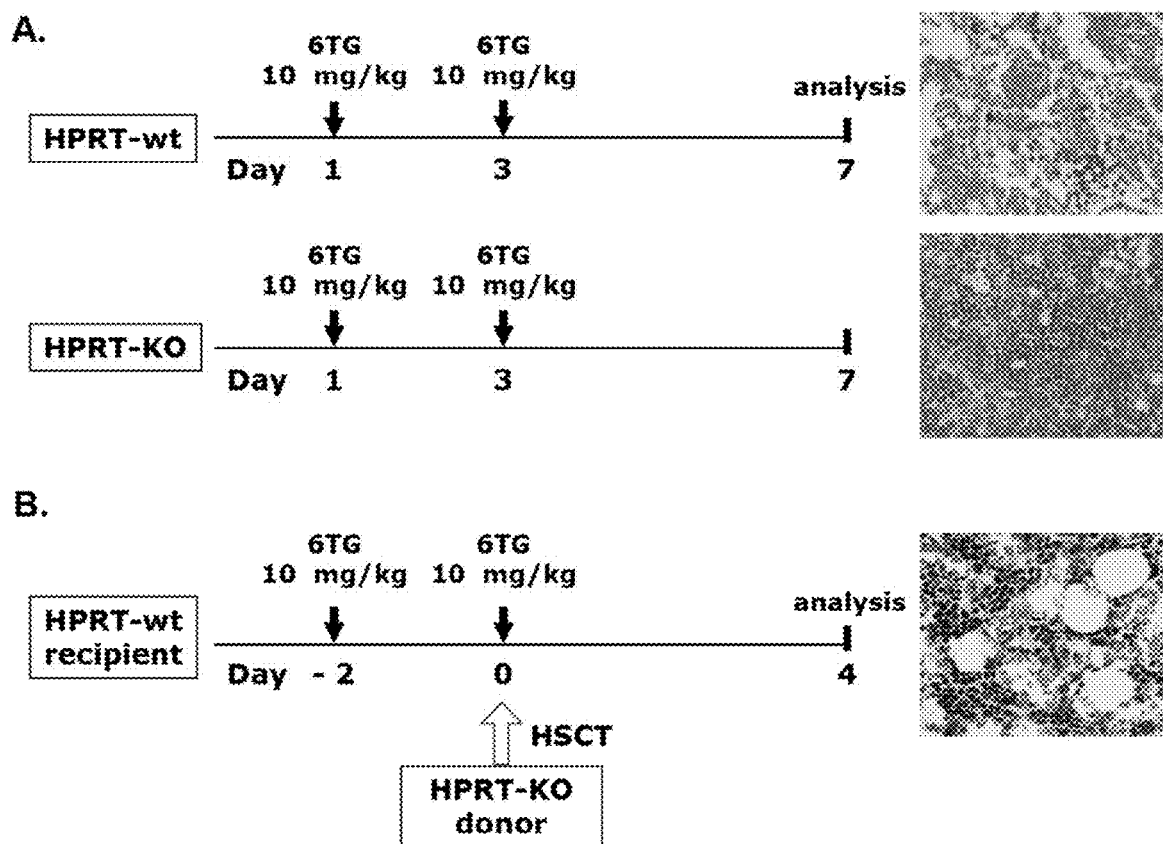 A.
6TG 6TG
10 mg/kg 10 mg/kg
analysis
HPRT-wt
Day 1 3 7
6TG 6TG
10 mg/kg 10 mg/kg
HPRT-KO
Day 1 3 7
B.
6TG 6TG
10 mg/kg 10 mg/kg
analysis
HPRT-wt
recipient
Day - 2 0 4
HSCT
HPRT-KO
donor